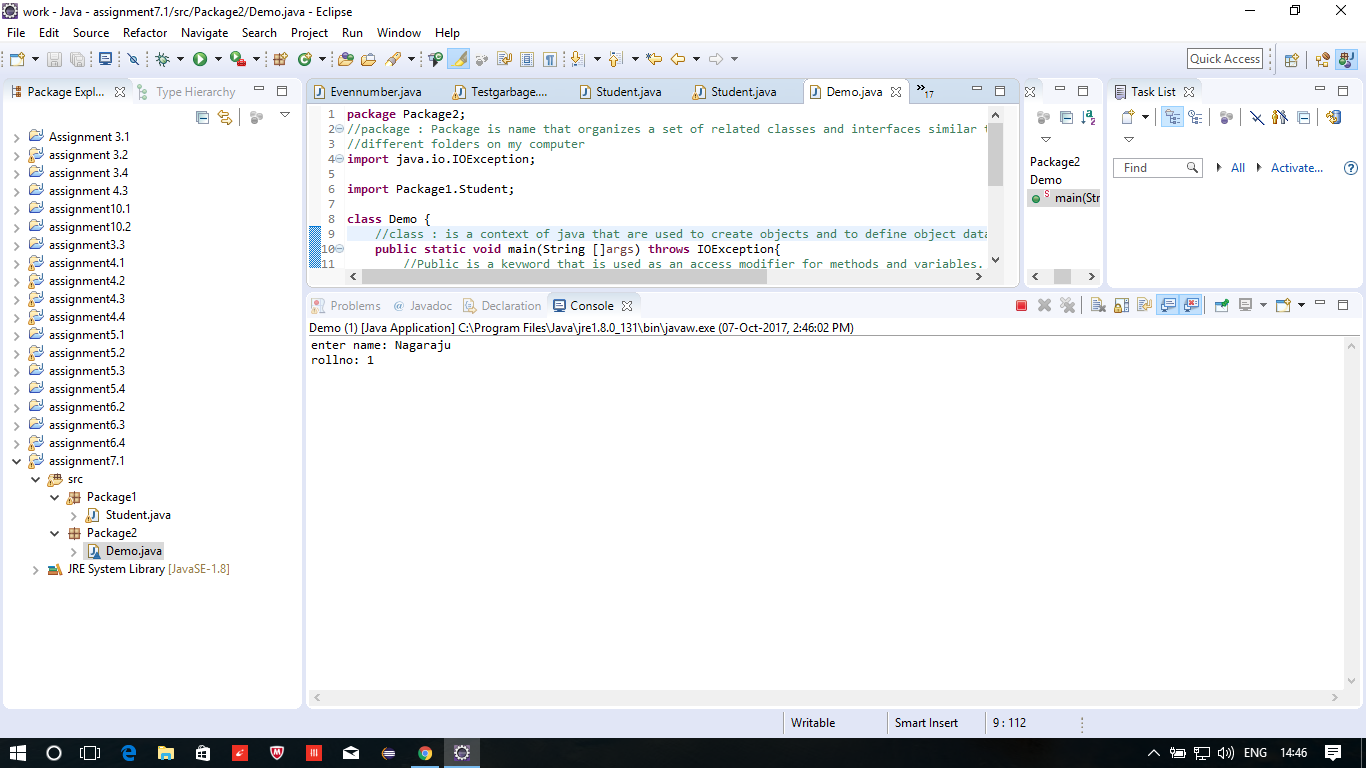 work - Java - assignment7.1/src/Package2/Demo.java - Eclipse
File Edit Source Refactor Navigate Search Project Run Window Help
Quick Access
Package Expl... Type Hierarchy
Assignment 3.1
assignment 3.2
assignment 3.4
assignment 4.3
assignment10.1
assignment10.2
assignment3.3
assignment4.1
assignment4.2
assignment4.3
assignment4.4
assignment5.1
assignment5.2
assignment5.3
assignment5.4
assignment6.2
assignment6.3
assignment6.4
assignment7.1
src
Package1
Student.java
Package2
Demo.java
JRE System Library [JavaSE-1.8]
Evennumber.java Testgarbage.... Student.java Student.java Demo.java »17
1 package Package2;
2 //package : Package is name that organizes a set of related classes and interfaces similar t
3 //different folders on my computer
4 import java.io.IOException;
5
6 import Package1.Student;
7
8 class Demo {
9 //class : is a context of java that are used to create objects and to define object data
10 public static void main(String []args) throws IOException{
11 //Public is a keyword that is used as an access modifier for methods and variables.
Package2
Demo
S main(Str
Task List
Find All Activate... ?
Problems @ Javadoc Declaration Console
Demo (1) [Java Application] C:\Program Files\Java\jre1.8.0_131\bin\javaw.exe (07-Oct-2017, 2:46:02 PM)
enter name: Nagaraju
rollno: 1
Writable Smart Insert 9 : 112
ENG 14:46